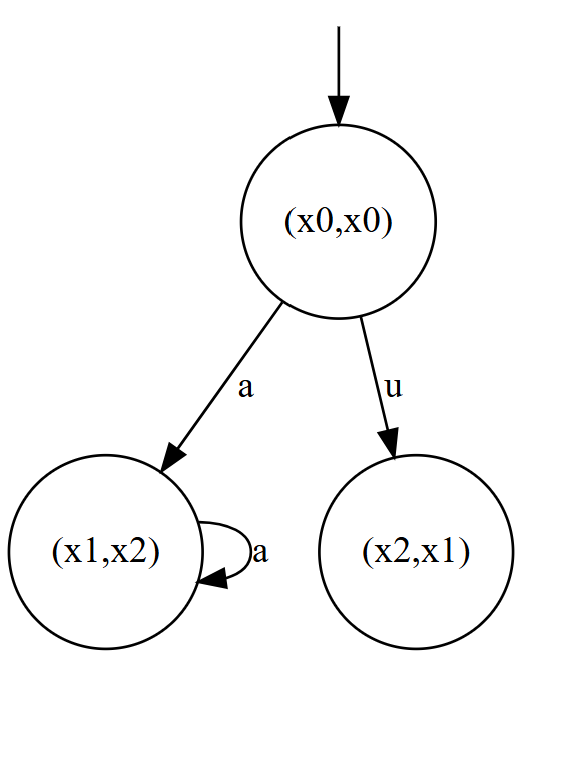 (x0,x0)
a
u
(x1,x2)
a
(x2,x1)